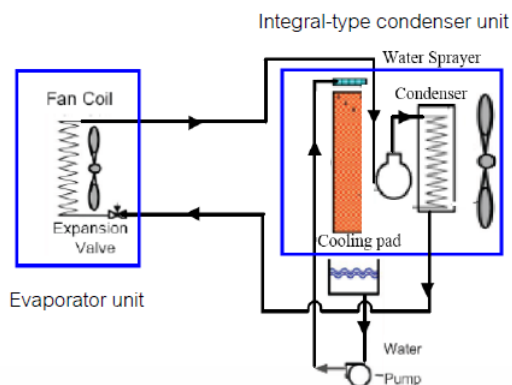 Integral-type condenser unit
Water Sprayer
Fan Coil
Condenser
Expansion
Valve
Cooling pad
Evaporator unit
Water
Pump